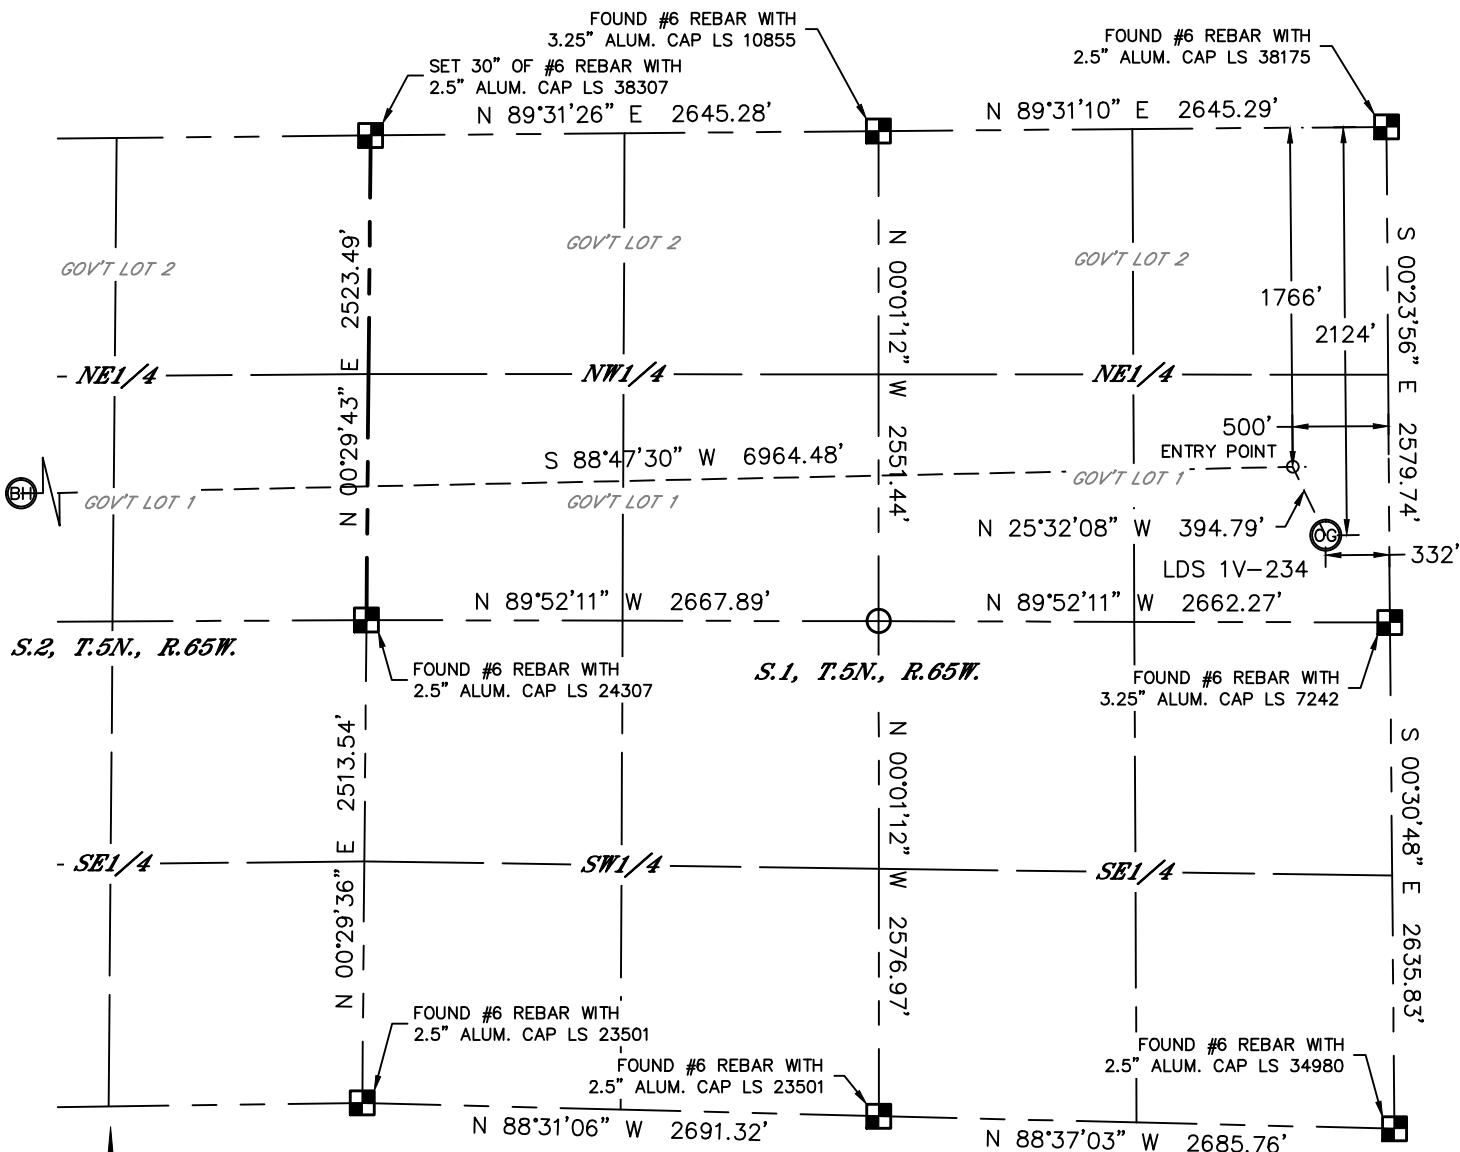 FOUND #6 REBAR WITH
3.25" ALUM. CAP LS 10855
FOUND #6 REBAR WITH
2.5" ALUM. CAP LS 38175
SET 30" OF #6 REBAR WITH
2.5" ALUM. CAP LS 38307
N 89°31'26" E 2645.28'
N 89°31'10" E 2645.29'
GOV'T LOT 2
GOV'T LOT 2
GOV'T LOT 2
N 00°29'43" E 2523.49'
N 00°01'12" W 2551.44'
S 00°23'56" E 2579.74'
1766'
2124'
NE1/4
NW1/4
NE1/4
500'
ENTRY POINT
S 88°47'30" W 6964.48'
BH
GOV'T LOT 1
GOV'T LOT 1
GOV'T LOT 1
N 25°32'08" W 394.79'
OG
332'
LDS 1V-234
N 89°52'11" W 2667.89'
N 89°52'11" W 2662.27'
S.2, T.5N., R.65W.
S.1, T.5N., R.65W.
FOUND #6 REBAR WITH
2.5" ALUM. CAP LS 24307
FOUND #6 REBAR WITH
3.25" ALUM. CAP LS 7242
N 00°29'36" E 2513.54'
N 00°01'12" W 2576.97'
S 00°30'48" E 2635.83'
SE1/4
SW1/4
SE1/4
FOUND #6 REBAR WITH
2.5" ALUM. CAP LS 23501
FOUND #6 REBAR WITH
2.5" ALUM. CAP LS 23501
FOUND #6 REBAR WITH
2.5" ALUM. CAP LS 34980
N 88°31'06" W 2691.32'
N 88°37'03" W 2685.76'